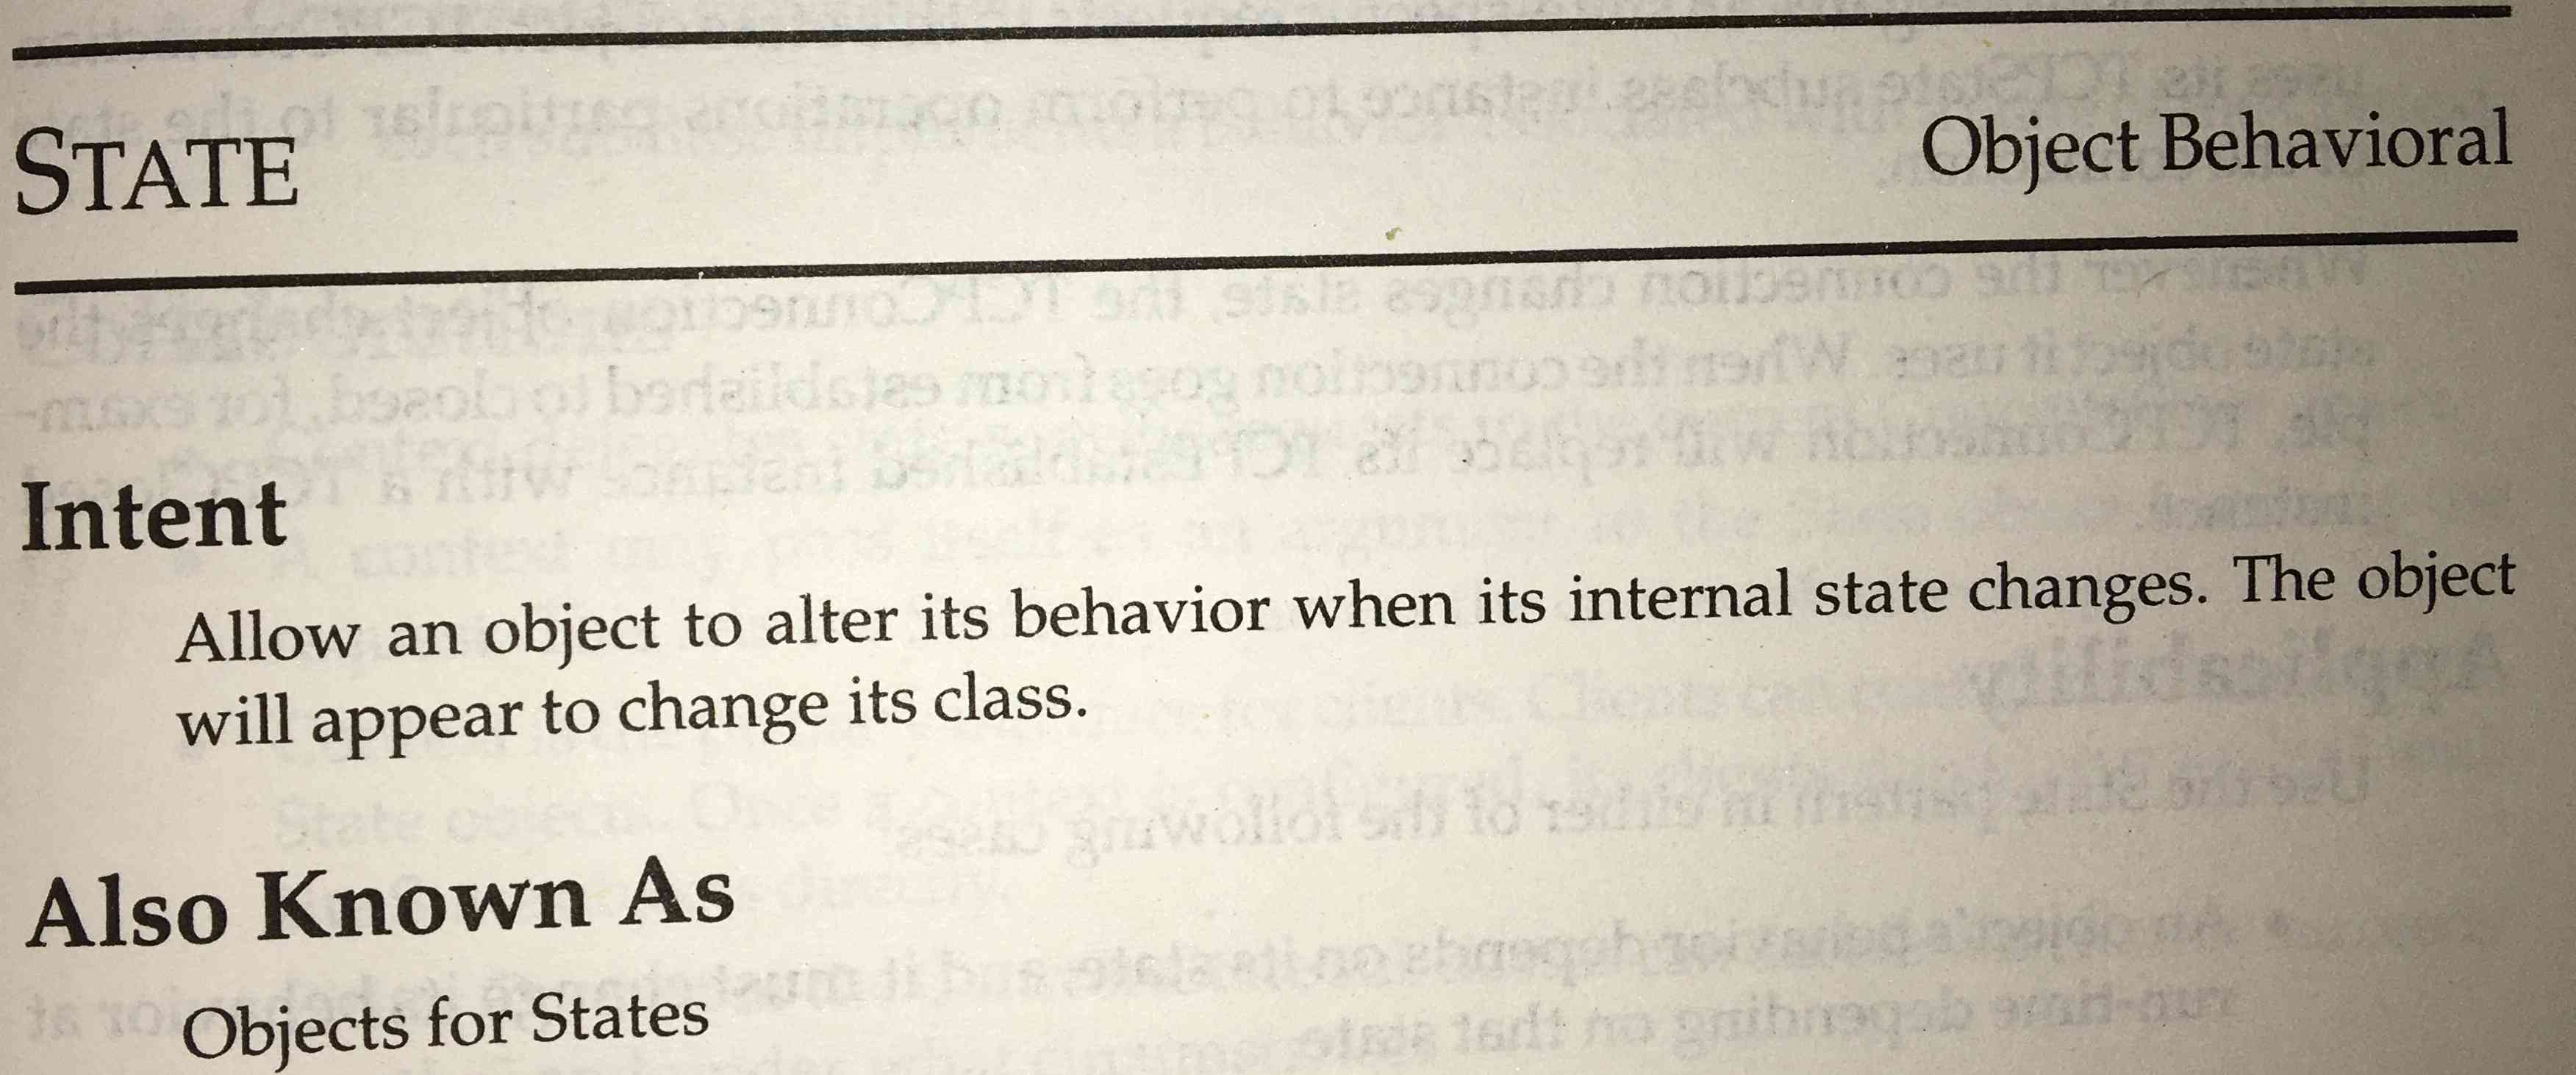 STATE Object Behavioral
Intent
Allow an object to alter its behavior when its internal state changes. The object
will appear to change its class.
Also Known As
Objects for States